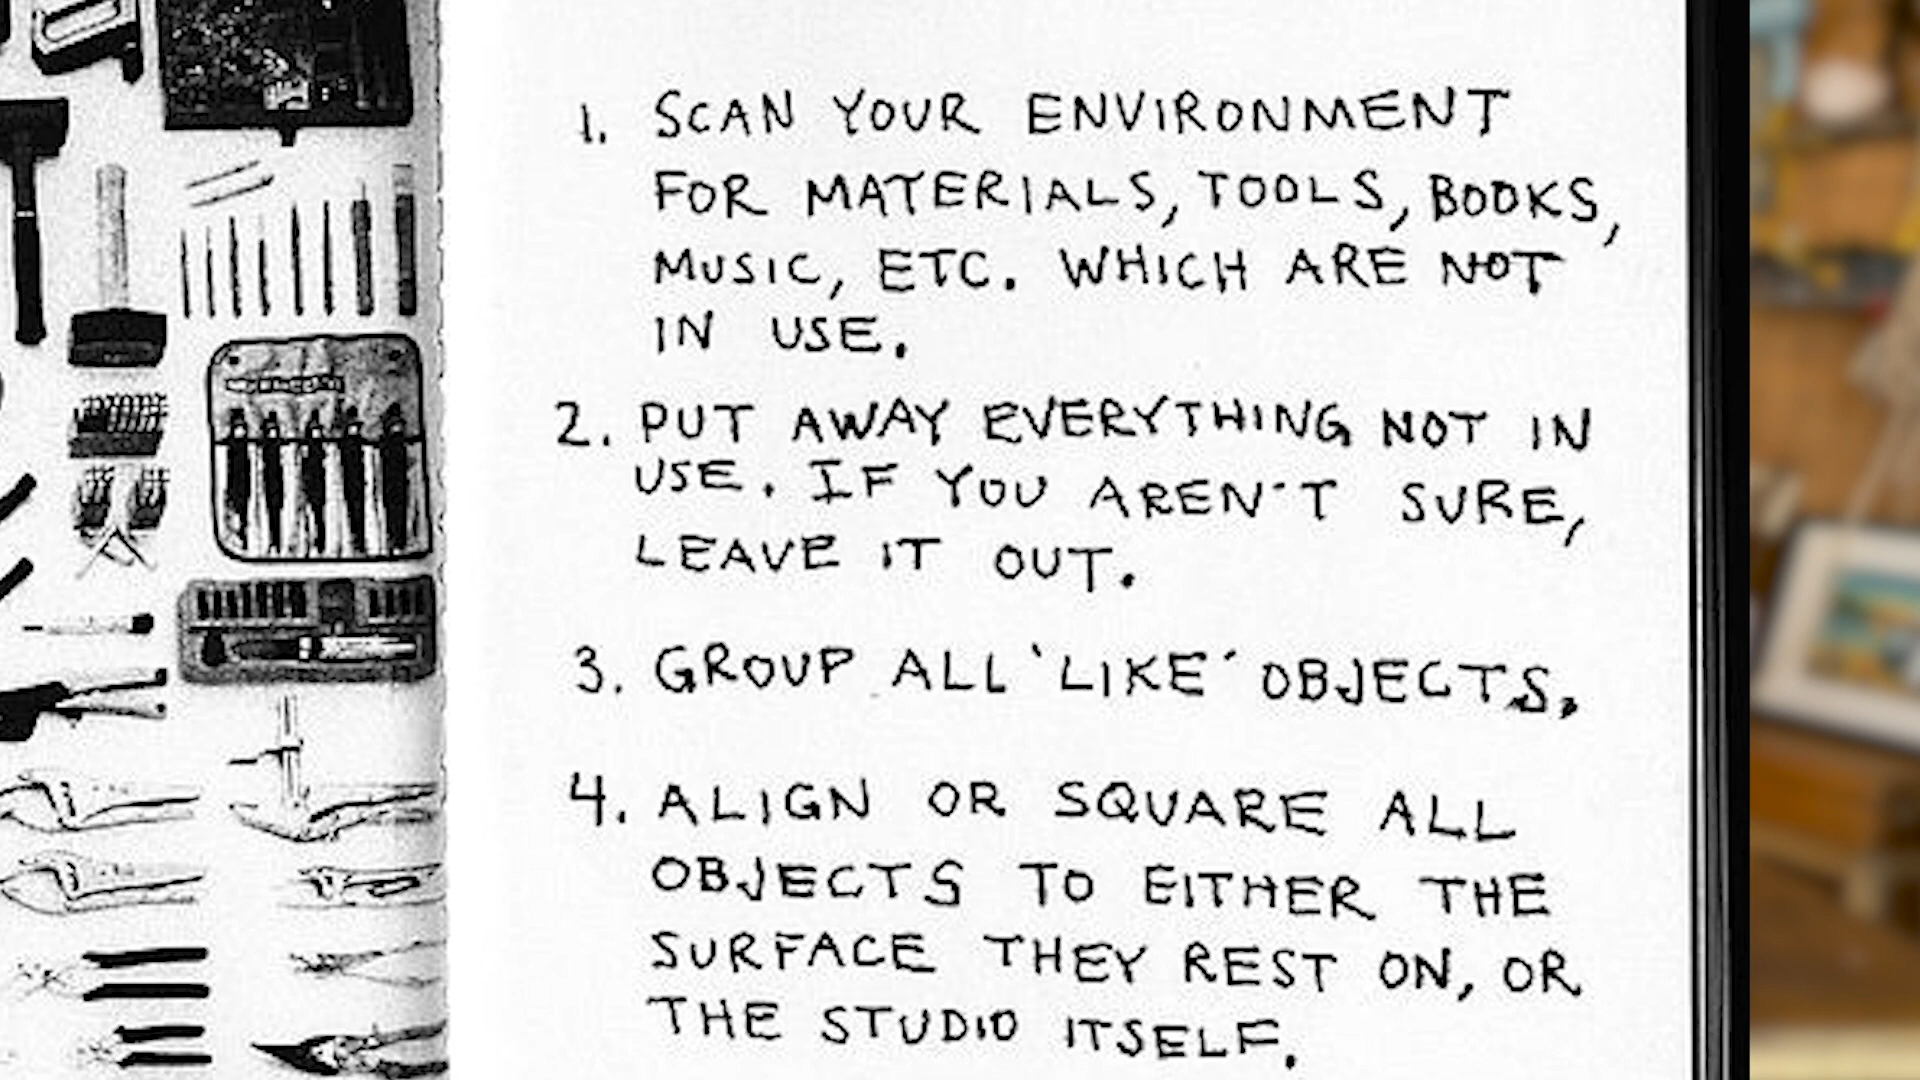 1. SCAN YOUR ENVIRONMENT
FOR MATERIALS, TOOLS, BOOKS,
MUSIC, ETC. WHICH ARE NOT
IN USE.
2. PUT AWAY EVERYTHING NOT IN
USE. IF YOU AREN'T SURE,
LEAVE IT OUT.
3. GROUP ALL 'LIKE' OBJECTS.
4. ALIGN OR SQUARE ALL
OBJECTS TO EITHER THE
SURFACE THEY REST ON, OR
THE STUDIO ITSELF.